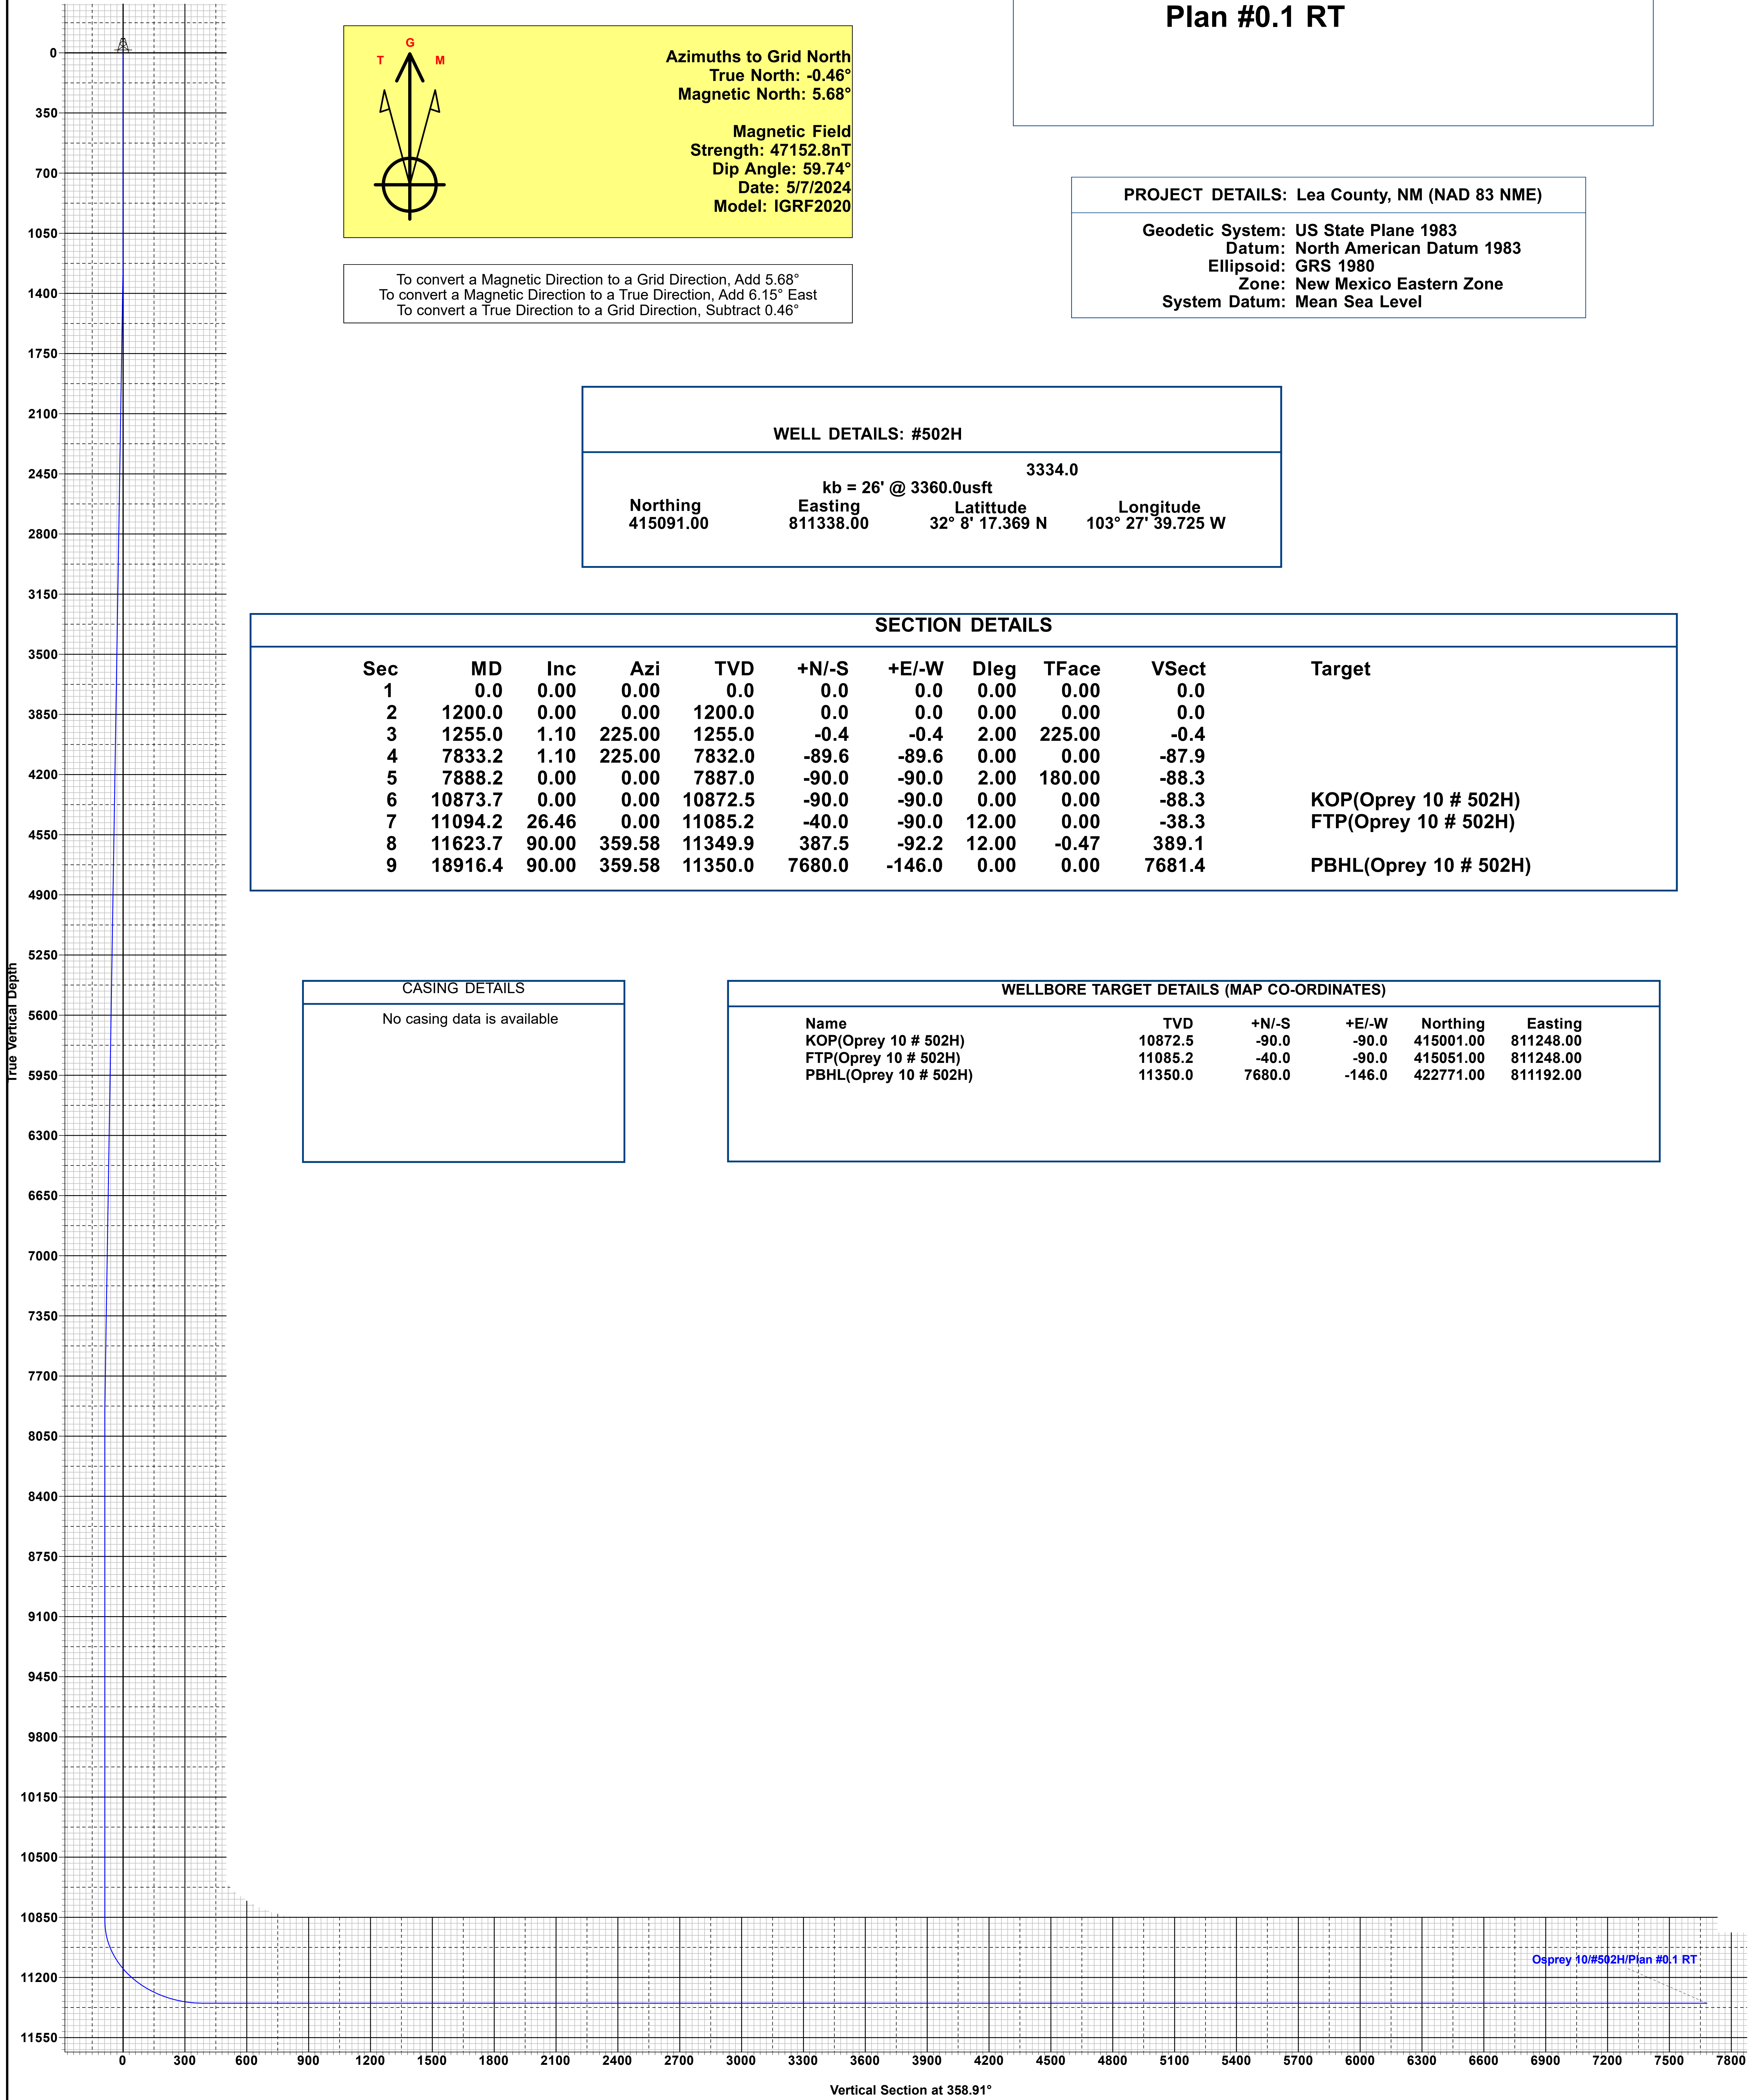 Plan #0.1 RT
G
T M
Azimuths to Grid North
True North: -0.46°
Magnetic North: 5.68°
Magnetic Field
Strength: 47152.8nT
Dip Angle: 59.74°
Date: 5/7/2024
Model: IGRF2020
To convert a Magnetic Direction to a Grid Direction, Add 5.68°
To convert a Magnetic Direction to a True Direction, Add 6.15° East
To convert a True Direction to a Grid Direction, Subtract 0.46°
PROJECT DETAILS: Lea County, NM (NAD 83 NME)
Geodetic System: US State Plane 1983
Datum: North American Datum 1983
Ellipsoid: GRS 1980
Zone: New Mexico Eastern Zone
System Datum: Mean Sea Level
WELL DETAILS: #502H
3334.0
kb = 26' @ 3360.0usft
Northing Easting Latittude Longitude
415091.00 811338.00 32° 8' 17.369 N 103° 27' 39.725 W
SECTION DETAILS
Sec MD Inc Azi TVD +N/-S +E/-W Dleg TFace VSect Target
1 0.0 0.00 0.00 0.0 0.0 0.0 0.00 0.00 0.0
2 1200.0 0.00 0.00 1200.0 0.0 0.0 0.00 0.00 0.0
3 1255.0 1.10 225.00 1255.0 -0.4 -0.4 2.00 225.00 -0.4
4 7833.2 1.10 225.00 7832.0 -89.6 -89.6 0.00 0.00 -87.9
5 7888.2 0.00 0.00 7887.0 -90.0 -90.0 2.00 180.00 -88.3
6 10873.7 0.00 0.00 10872.5 -90.0 -90.0 0.00 0.00 -88.3 KOP(Oprey 10 # 502H)
7 11094.2 26.46 0.00 11085.2 -40.0 -90.0 12.00 0.00 -38.3 FTP(Oprey 10 # 502H)
8 11623.7 90.00 359.58 11349.9 387.5 -92.2 12.00 -0.47 389.1
9 18916.4 90.00 359.58 11350.0 7680.0 -146.0 0.00 0.00 7681.4 PBHL(Oprey 10 # 502H)
CASING DETAILS
No casing data is available
WELLBORE TARGET DETAILS (MAP CO-ORDINATES)
Name TVD +N/-S +E/-W Northing Easting
KOP(Oprey 10 # 502H) 10872.5 -90.0 -90.0 415001.00 811248.00
FTP(Oprey 10 # 502H) 11085.2 -40.0 -90.0 415051.00 811248.00
PBHL(Oprey 10 # 502H) 11350.0 7680.0 -146.0 422771.00 811192.00
True Vertical Depth
0
350
700
1050
1400
1750
2100
2450
2800
3150
3500
3850
4200
4550
4900
5250
5600
5950
6300
6650
7000
7350
7700
8050
8400
8750
9100
9450
9800
10150
10500
10850
11200
11550
Osprey 10/#502H/Plan #0.1 RT
0 300 600 900 1200 1500 1800 2100 2400 2700 3000 3300 3600 3900 4200 4500 4800 5100 5400 5700 6000 6300 6600 6900 7200 7500 7800
Vertical Section at 358.91°